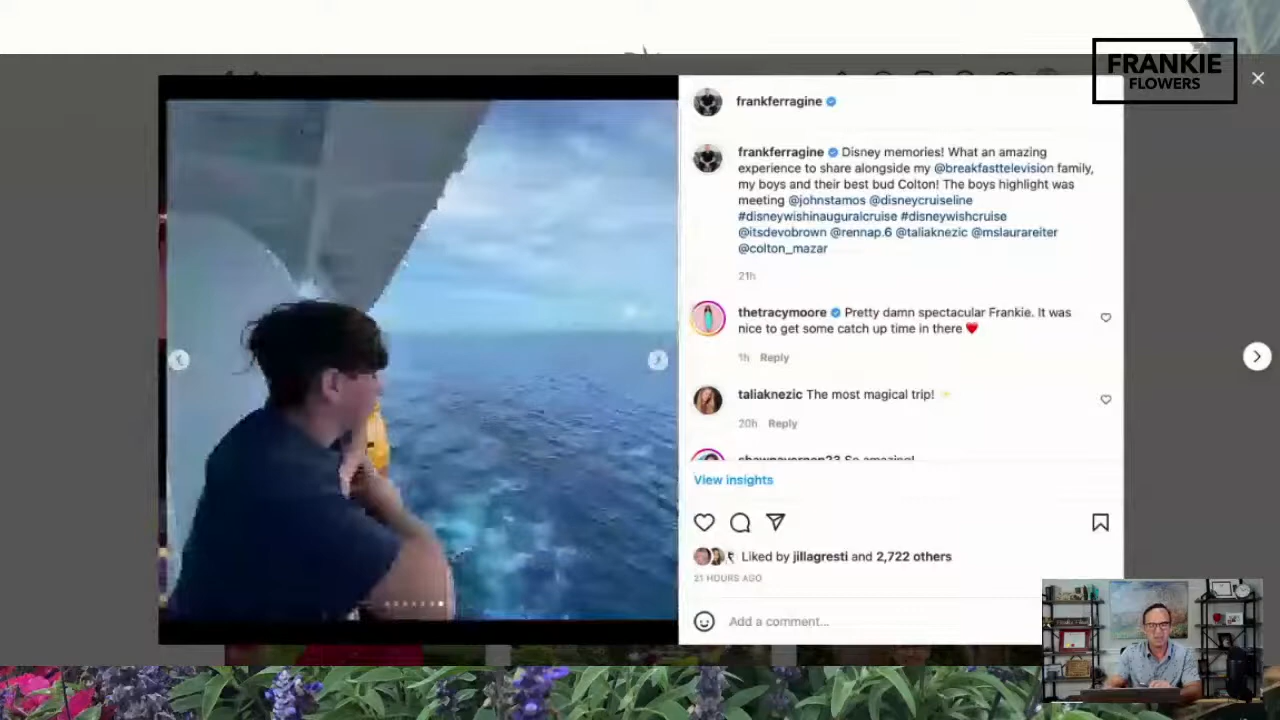 FRANKIE
FLOWERS
frankferragine
frankferragine Disney memories! What an amazing
experience to share alongside my @breakfasttelevision family,
my boys and their best bud Colton! The boys highlight was
meeting @johnstamos @disneycruiseline
#disneywishinauguralcruise #disneywishcruise
@itsdevobrown @rennap.6 @taliaknezic @mslaurareiter
@colton_mazar
21h
thetracymoore Pretty damn spectacular Frankie. It was
nice to get some catch up time in there ❤️
1h Reply
taliaknezic The most magical trip! ✨
20h Reply
So amazing!
View insights
Liked by jillagresti and 2,722 others
21 HOURS AGO
Add a comment...